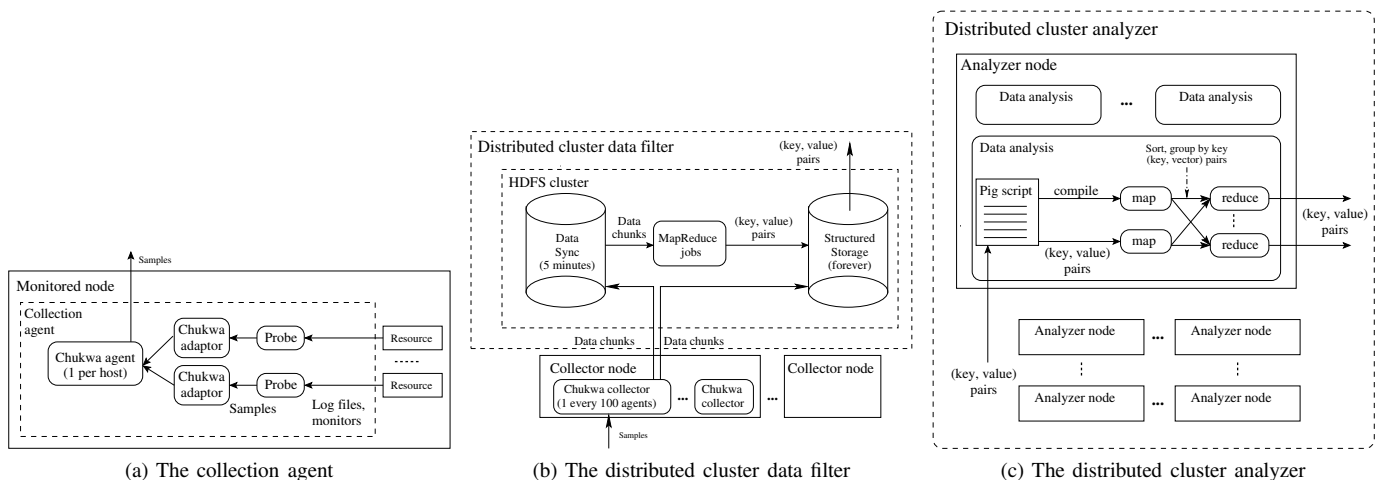 Samples
Monitored node
Collection
agent
Chukwa agent
(1 per host)
Chukwa
adaptor
Probe
Resource
Chukwa
adaptor
Probe
Resource
Samples
Log files,
monitors
(a) The collection agent
Distributed cluster data filter
(key, value)
pairs
HDFS cluster
Data
Sync
(5 minutes)
Data
chunks
MapReduce
jobs
(key, value)
pairs
Structured
Storage
(forever)
Data chunks
Data chunks
Collector node
Chukwa collector
(1 every 100 agents)
...
Chukwa
collector
...
Collector node
Samples
(b) The distributed cluster data filter
Distributed cluster analyzer
Analyzer node
Data analysis
...
Data analysis
Data analysis
Sort, group by key
(key, vector) pairs
Pig script
compile
map
reduce
map
reduce
(key, value)
pairs
(key, value)
pairs
Analyzer node
...
Analyzer node
(key, value)
pairs
Analyzer node
...
Analyzer node
(c) The distributed cluster analyzer